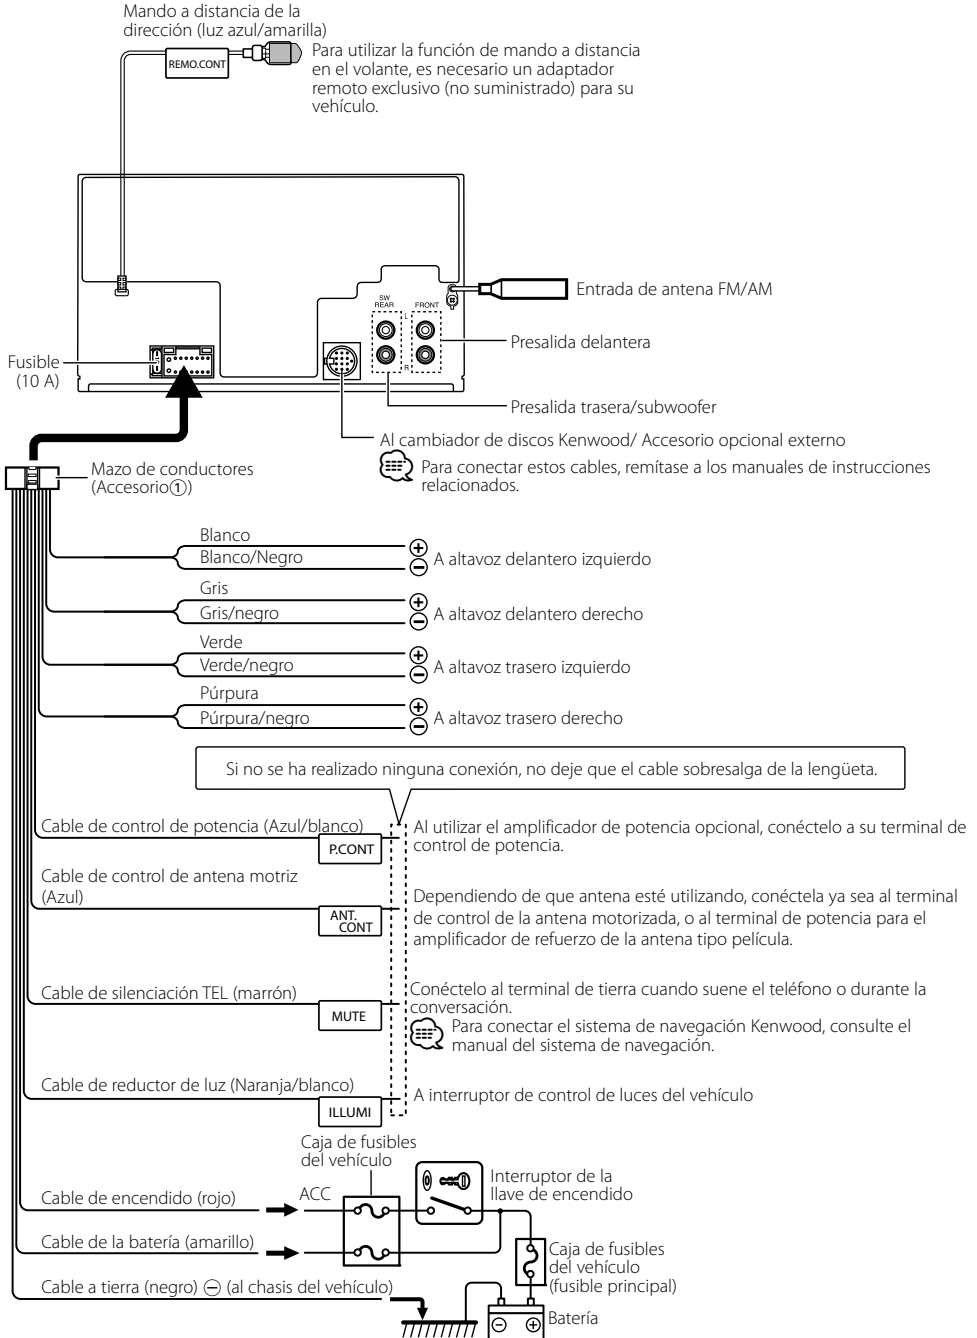 Mando a distancia de la
dirección (luz azul/amarilla)
REMO.CONT
Para utilizar la función de mando a distancia
en el volante, es necesario un adaptador
remoto exclusivo (no suministrado) para su
vehículo.
SW
REAR
FRONT
L
R
Entrada de antena FM/AM
Presalida delantera
Fusible
(10 A)
Presalida trasera/subwoofer
Al cambiador de discos Kenwood/ Accesorio opcional externo
Para conectar estos cables, remítase a los manuales de instrucciones
relacionados.
Mazo de conductores
(Accesorio①)
Blanco
Blanco/Negro
⊕
⊖
A altavoz delantero izquierdo
Gris
Gris/negro
⊕
⊖
A altavoz delantero derecho
Verde
Verde/negro
⊕
⊖
A altavoz trasero izquierdo
Púrpura
Púrpura/negro
⊕
⊖
A altavoz trasero derecho
Si no se ha realizado ninguna conexión, no deje que el cable sobresalga de la lengüeta.
Cable de control de potencia (Azul/blanco)
P.CONT
Al utilizar el amplificador de potencia opcional, conéctelo a su terminal de
control de potencia.
Cable de control de antena motriz
(Azul)
ANT.
CONT
Dependiendo de que antena esté utilizando, conéctela ya sea al terminal
de control de la antena motorizada, o al terminal de potencia para el
amplificador de refuerzo de la antena tipo película.
Cable de silenciación TEL (marrón)
MUTE
Conéctelo al terminal de tierra cuando suene el teléfono o durante la
conversación.
Para conectar el sistema de navegación Kenwood, consulte el
manual del sistema de navegación.
Cable de reductor de luz (Naranja/blanco)
ILLUMI
A interruptor de control de luces del vehículo
Caja de fusibles
del vehículo
Interruptor de la
llave de encendido
Cable de encendido (rojo)
ACC
Cable de la batería (amarillo)
Caja de fusibles
del vehículo
(fusible principal)
Cable a tierra (negro) ⊖ (al chasis del vehículo)
Batería
⊖ ⊕